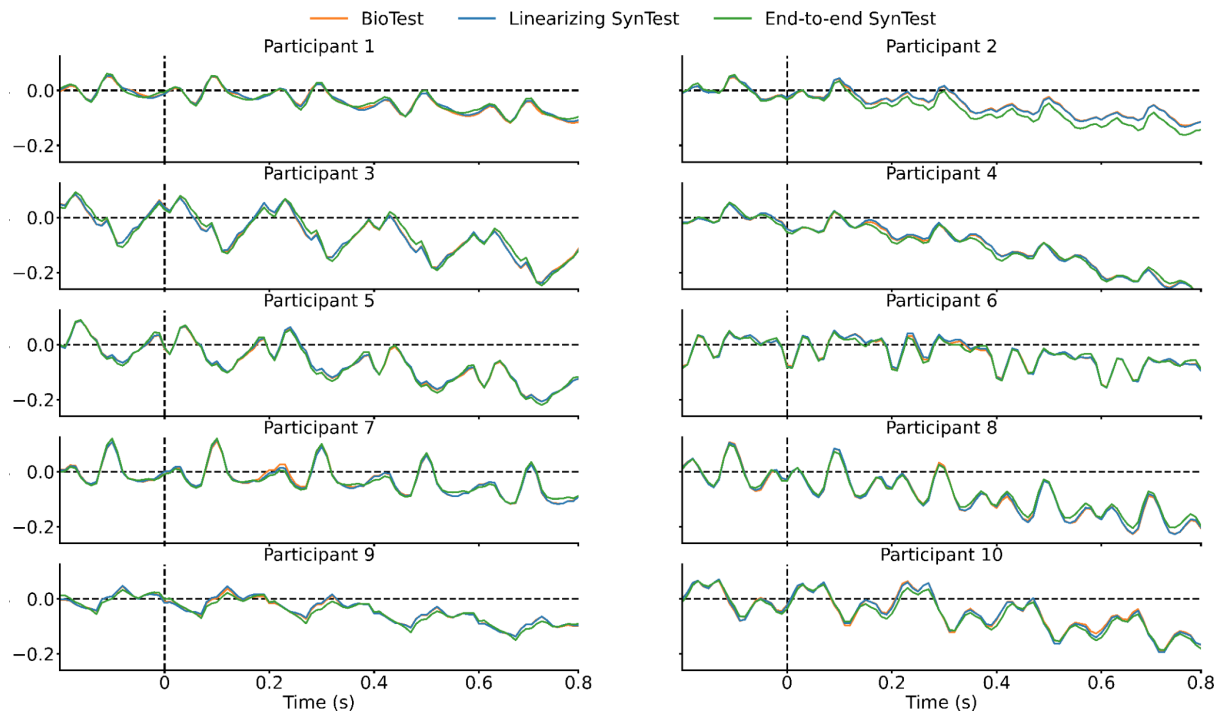 BioTest Linearizing SynTest End-to-end SynTest
Participant 1 Participant 2
0.0
−0.2
Participant 3 Participant 4
0.0
−0.2
Participant 5 Participant 6
0.0
−0.2
Participant 7 Participant 8
0.0
−0.2
Participant 9 Participant 10
0.0
−0.2
0 0.2 0.4 0.6 0.8 0 0.2 0.4 0.6 0.8
Time (s) Time (s)